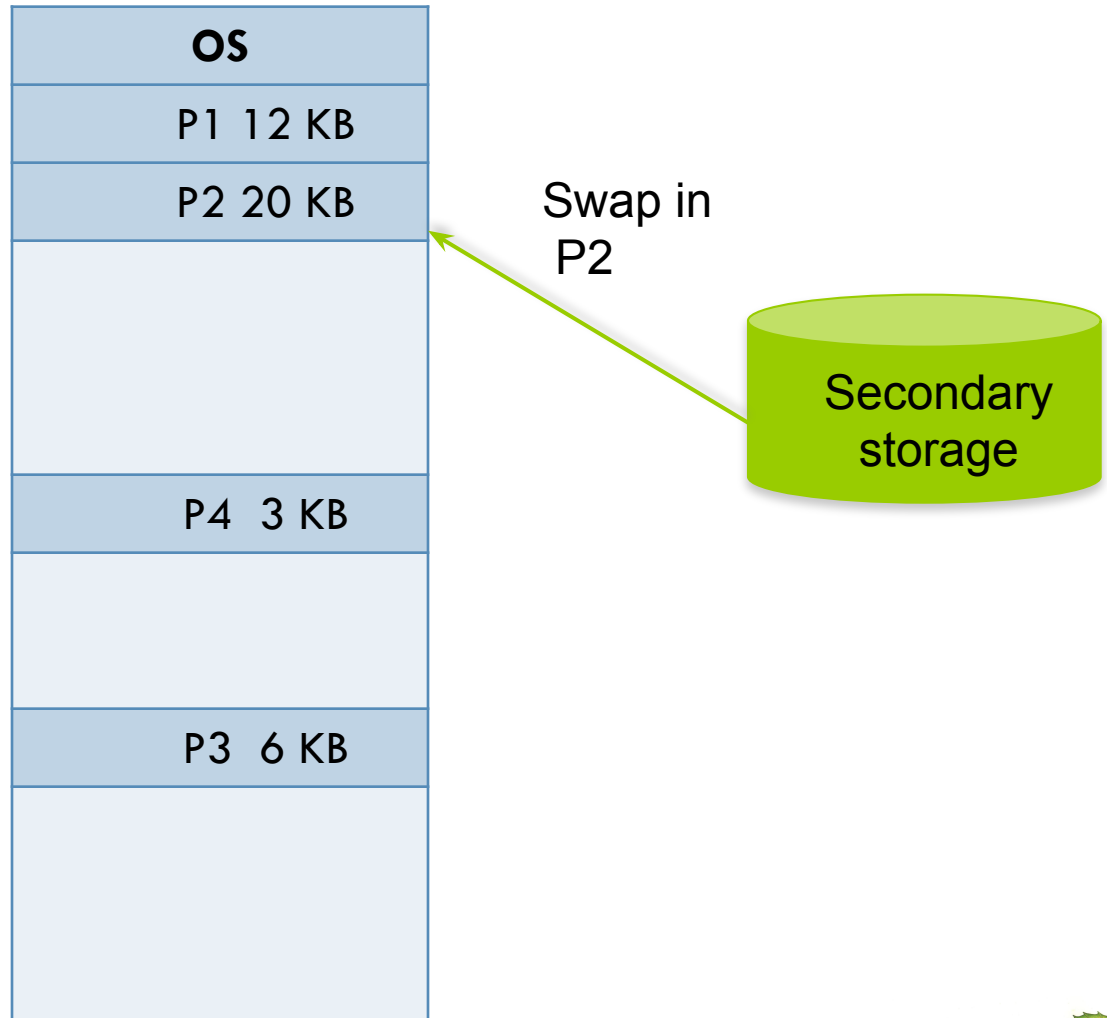 OS
P1 12 KB
P2 20 KB
Swap in
P2
Secondary
storage
P4 3 KB
P3 6 KB